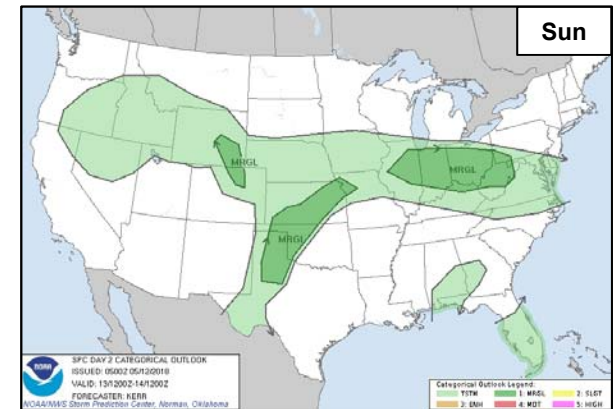 Sun
MRGL
MRGL
MRGL
NOAA
SPC DAY 2 CATEGORICAL OUTLOOK
ISSUED: 0500Z 05/12/2018
VALID: 13/1200Z-14/1200Z
FORECASTER: KERR
NOAA/NWS Storm Prediction Center, Norman, Oklahoma
Categorical Outlook Legend:
TSTM 1: MRGL 2: SLGT
3: ENH 4: MDT 5: HIGH